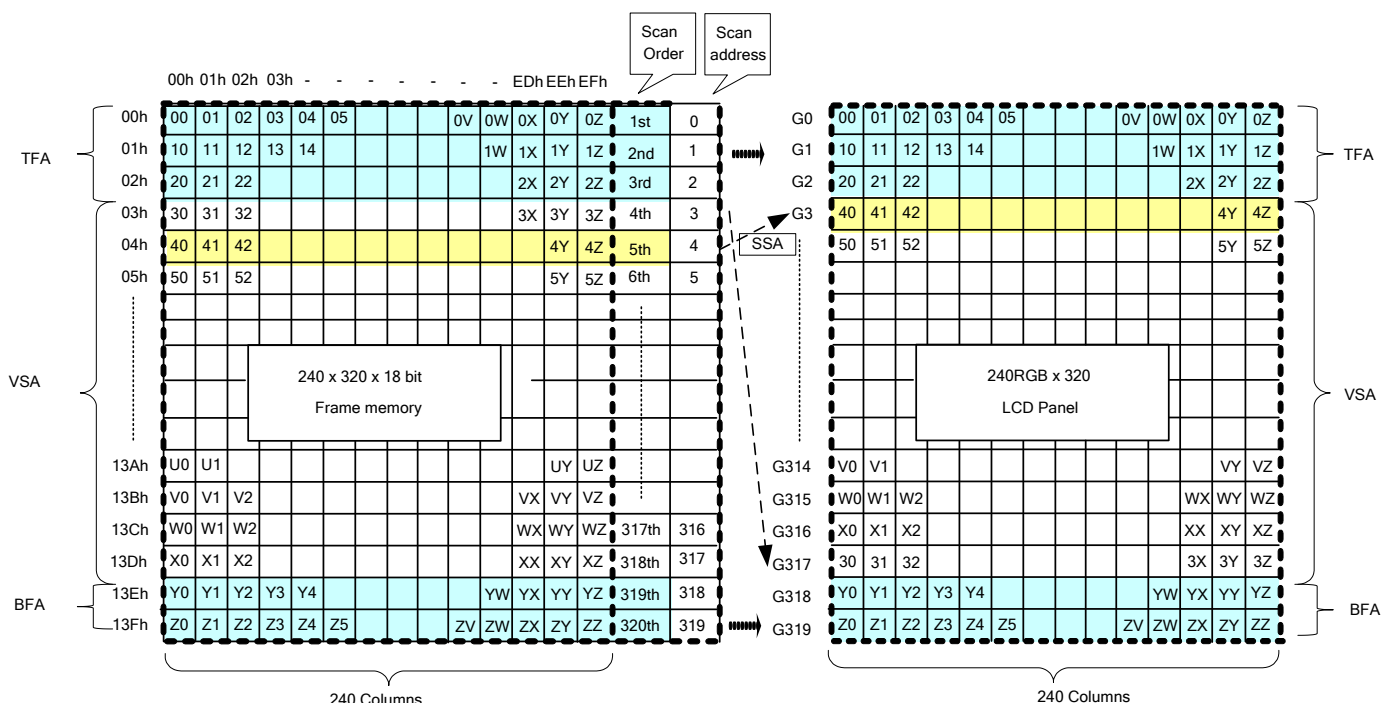 Scan Order
Scan address
00h 01h 02h 03h - - - - - - - EDh EEh EFh
TFA
VSA
BFA
00h 00 01 02 03 04 05 0V 0W 0X 0Y 0Z 1st 0
01h 10 11 12 13 14 1W 1X 1Y 1Z 2nd 1
02h 20 21 22 2X 2Y 2Z 3rd 2
03h 30 31 32 3X 3Y 3Z 4th 3
04h 40 41 42 4Y 4Z 5th 4
05h 50 51 52 5Y 5Z 6th 5
240 x 320 x 18 bit
Frame memory
13Ah U0 U1 UY UZ
13Bh V0 V1 V2 VX VY VZ
13Ch W0 W1 W2 WX WY WZ 317th 316
13Dh X0 X1 X2 XX XY XZ 318th 317
13Eh Y0 Y1 Y2 Y3 Y4 YW YX YY YZ 319th 318
13Fh Z0 Z1 Z2 Z3 Z4 Z5 ZV ZW ZX ZY ZZ 320th 319
240 Columns
SSA
G0 00 01 02 03 04 05 0V 0W 0X 0Y 0Z
G1 10 11 12 13 14 1W 1X 1Y 1Z
G2 20 21 22 2X 2Y 2Z
G3 40 41 42 4Y 4Z
50 51 52 5Y 5Z
240RGB x 320
LCD Panel
G314 V0 V1 VY VZ
G315 W0 W1 W2 WX WY WZ
G316 X0 X1 X2 XX XY XZ
G317 30 31 32 3X 3Y 3Z
G318 Y0 Y1 Y2 Y3 Y4 YW YX YY YZ
G319 Z0 Z1 Z2 Z3 Z4 Z5 ZV ZW ZX ZY ZZ
TFA
VSA
BFA
240 Columns